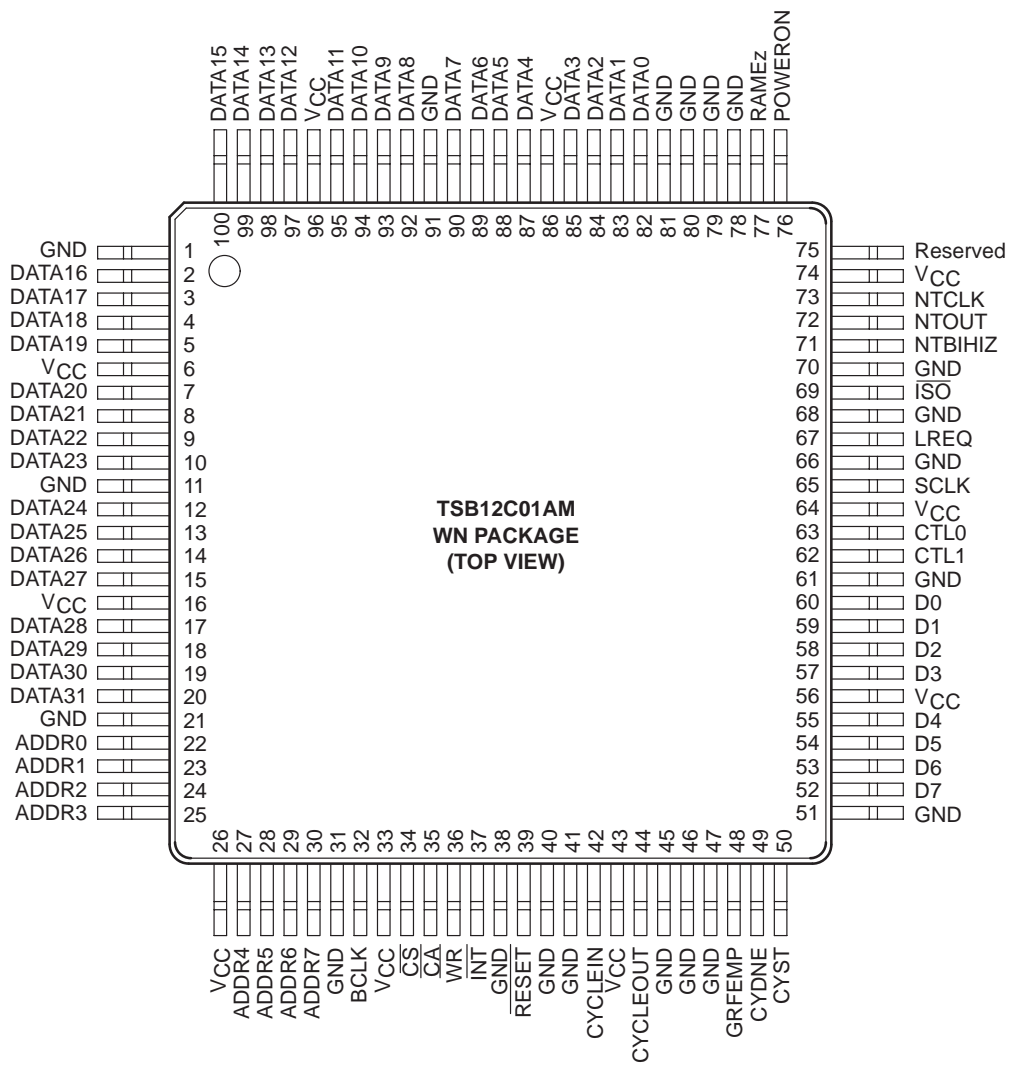 DATA15
DATA14
DATA13
DATA12
VCC
DATA11
DATA10
DATA9
DATA8
GND
DATA7
DATA6
DATA5
DATA4
VCC
DATA3
DATA2
DATA1
DATA0
GND
GND
GND
GND
RAMEz
POWERON
100 99 98 97 96 95 94 93 92 91 90 89 88 87 86 85 84 83 82 81 80 79 78 77 76
GND 1
DATA16 2
DATA17 3
DATA18 4
DATA19 5
VCC 6
DATA20 7
DATA21 8
DATA22 9
DATA23 10
GND 11
DATA24 12
DATA25 13
DATA26 14
DATA27 15
VCC 16
DATA28 17
DATA29 18
DATA30 19
DATA31 20
GND 21
ADDR0 22
ADDR1 23
ADDR2 24
ADDR3 25
TSB12C01AM
WN PACKAGE
(TOP VIEW)
75 Reserved
74 VCC
73 NTCLK
72 NTOUT
71 NTBIHIZ
70 GND
69 ISO
68 GND
67 LREQ
66 GND
65 SCLK
64 VCC
63 CTL0
62 CTL1
61 GND
60 D0
59 D1
58 D2
57 D3
56 VCC
55 D4
54 D5
53 D6
52 D7
51 GND
26 27 28 29 30 31 32 33 34 35 36 37 38 39 40 41 42 43 44 45 46 47 48 49 50
VCC
ADDR4
ADDR5
ADDR6
ADDR7
GND
BCLK
VCC
CS
CA
WR
INT
GND
RESET
GND
GND
CYCLEIN
VCC
CYCLEOUT
GND
GND
GND
GRFEMP
CYDNE
CYST